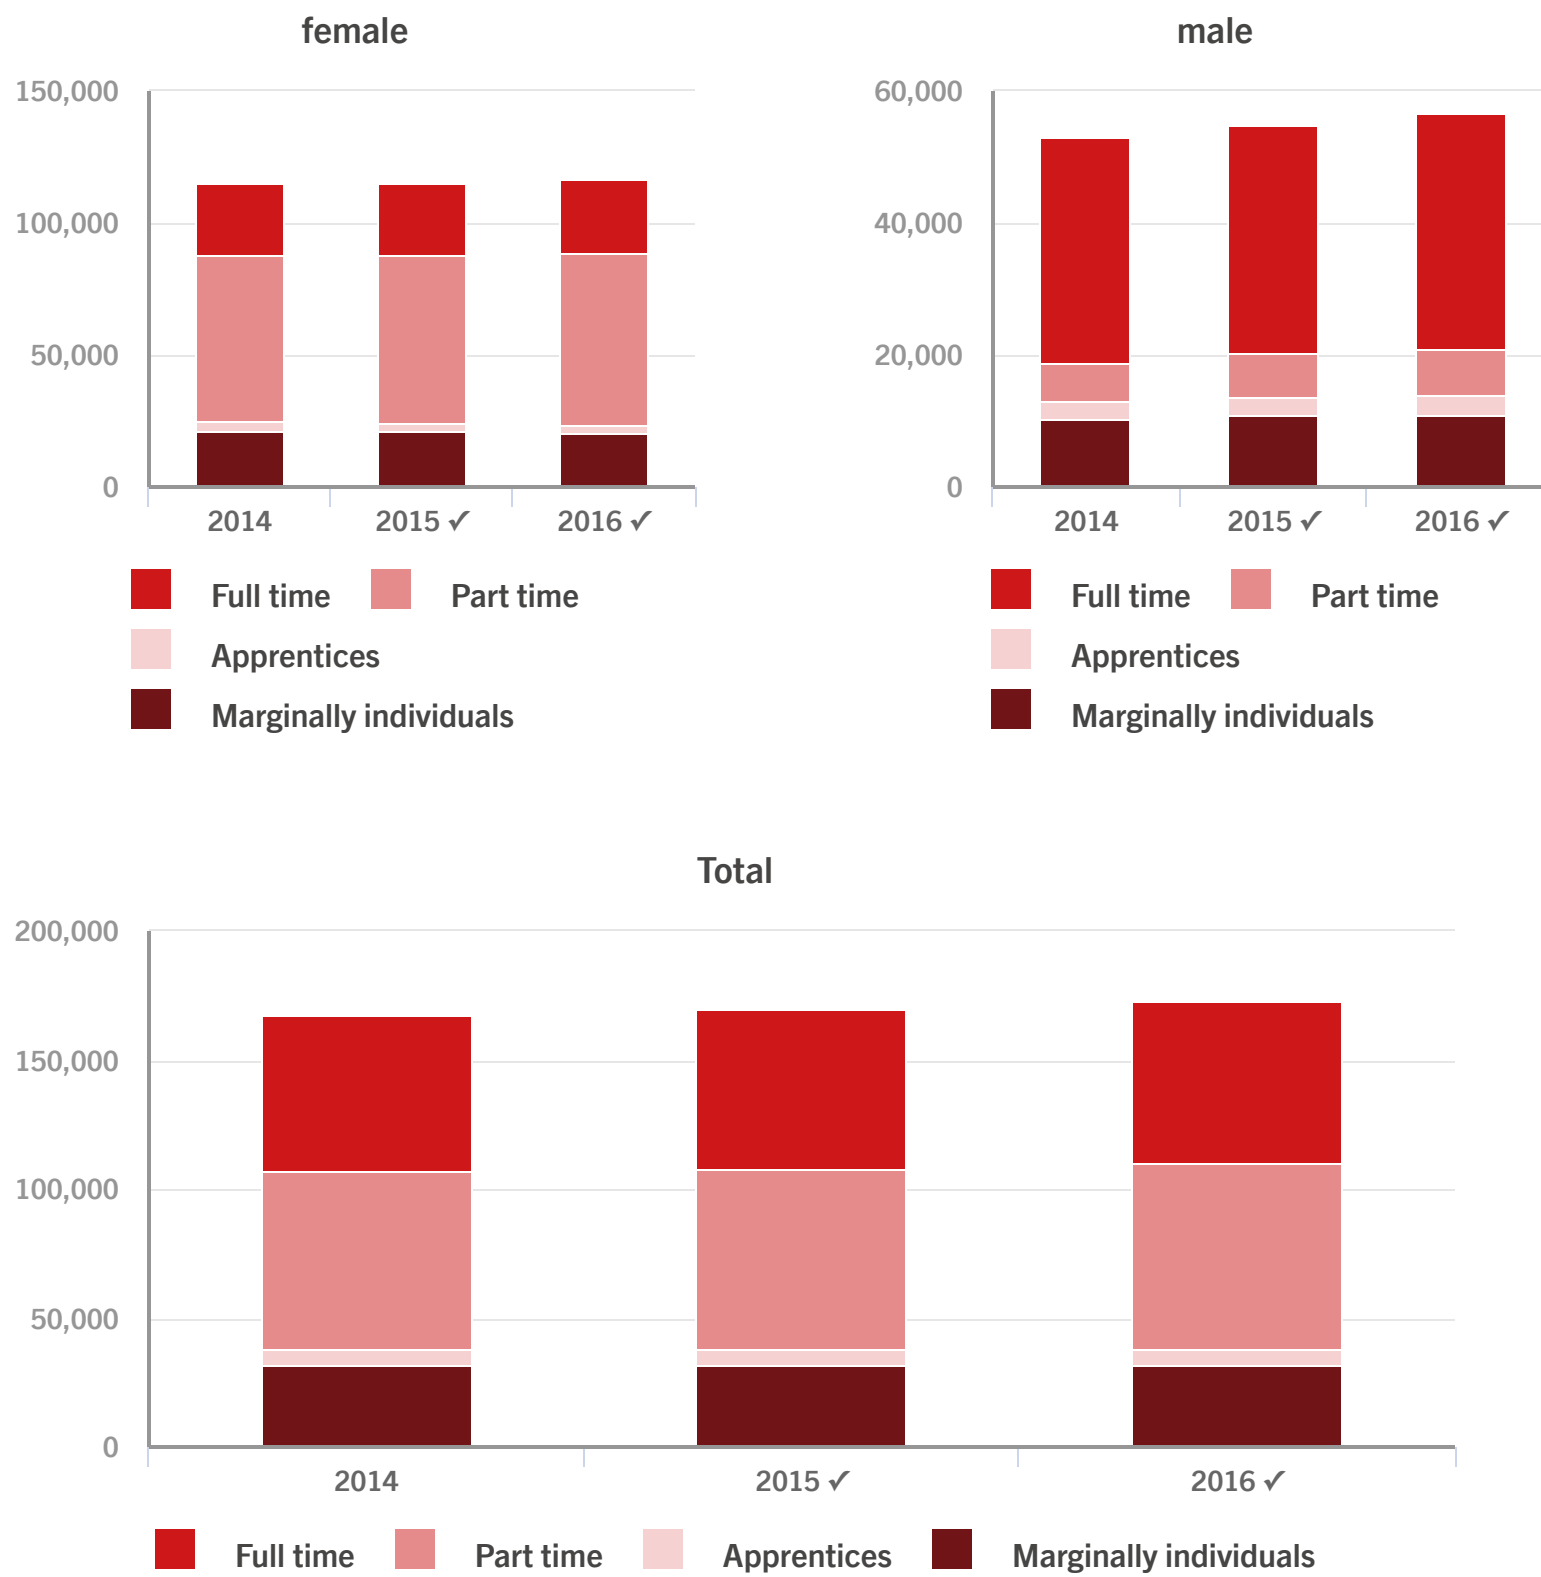 female
150,000
100,000
50,000
0
2014
2015 ✓
2016 ✓
Full time
Part time
Apprentices
Marginally individuals
male
60,000
40,000
20,000
0
2014
2015 ✓
2016 ✓
Full time
Part time
Apprentices
Marginally individuals
Total
200,000
150,000
100,000
50,000
0
2014
2015 ✓
2016 ✓
Full time
Part time
Apprentices
Marginally individuals